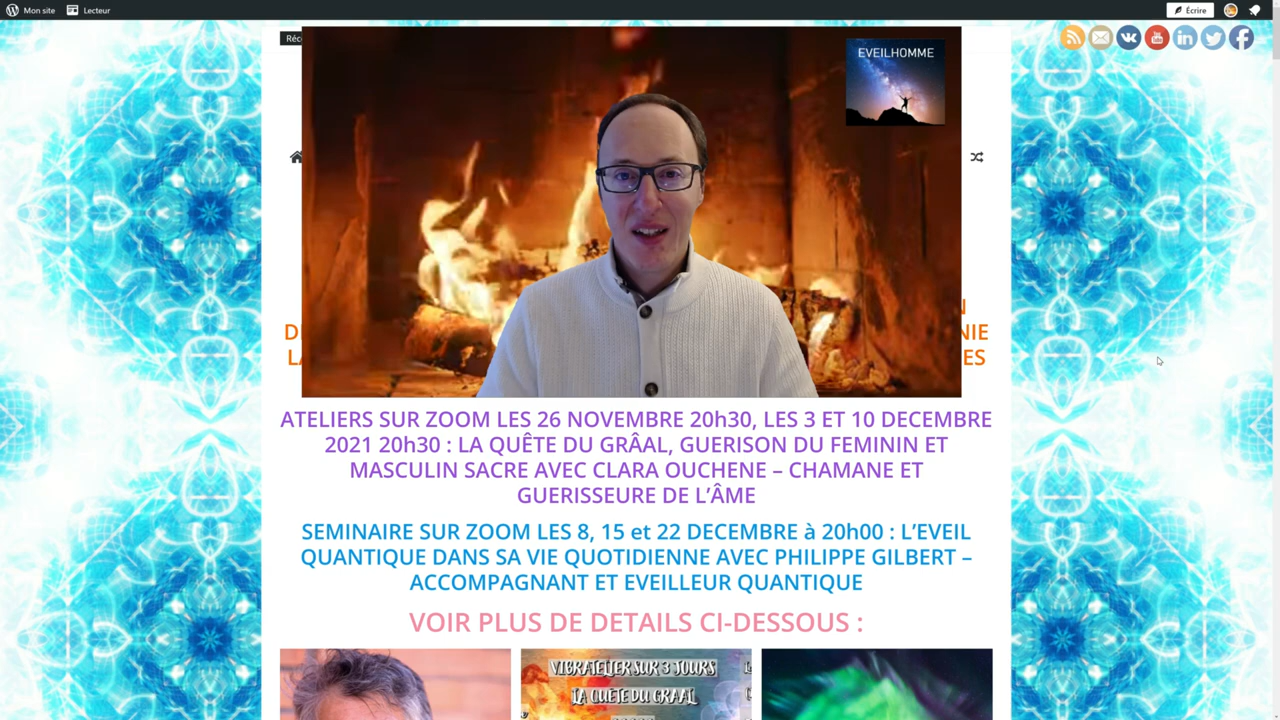 Mon site
Lecteur
Écrire
EVEILHOMME
NIE
ES
ATELIERS SUR ZOOM LES 26 NOVEMBRE 20h30, LES 3 ET 10 DECEMBRE
2021 20h30 : LA QUÊTE DU GRÂAL, GUERISON DU FEMININ ET
MASCULIN SACRE AVEC CLARA OUCHENE – CHAMANE ET
GUERISSEURE DE L’ÂME
SEMINAIRE SUR ZOOM LES 8, 15 et 22 DECEMBRE à 20h00 : L’EVEIL
QUANTIQUE DANS SA VIE QUOTIDIENNE AVEC PHILIPPE GILBERT –
ACCOMPAGNANT ET EVEILLEUR QUANTIQUE
VOIR PLUS DE DETAILS CI-DESSOUS :
VIBRATELIER SUR 3 JOURS
LA QUÊTE DU GRAAL